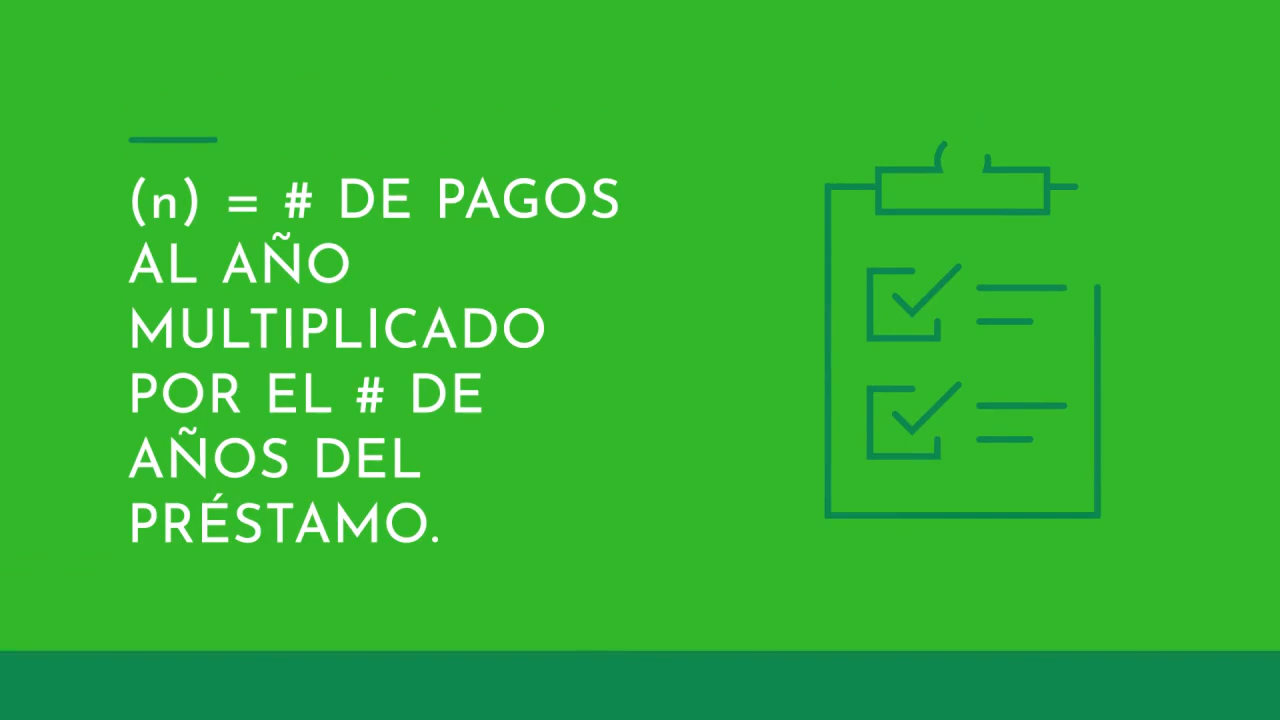 (n) = # DE PAGOS
AL AÑO
MULTIPLICADO
POR EL # DE
AÑOS DEL
PRÉSTAMO.